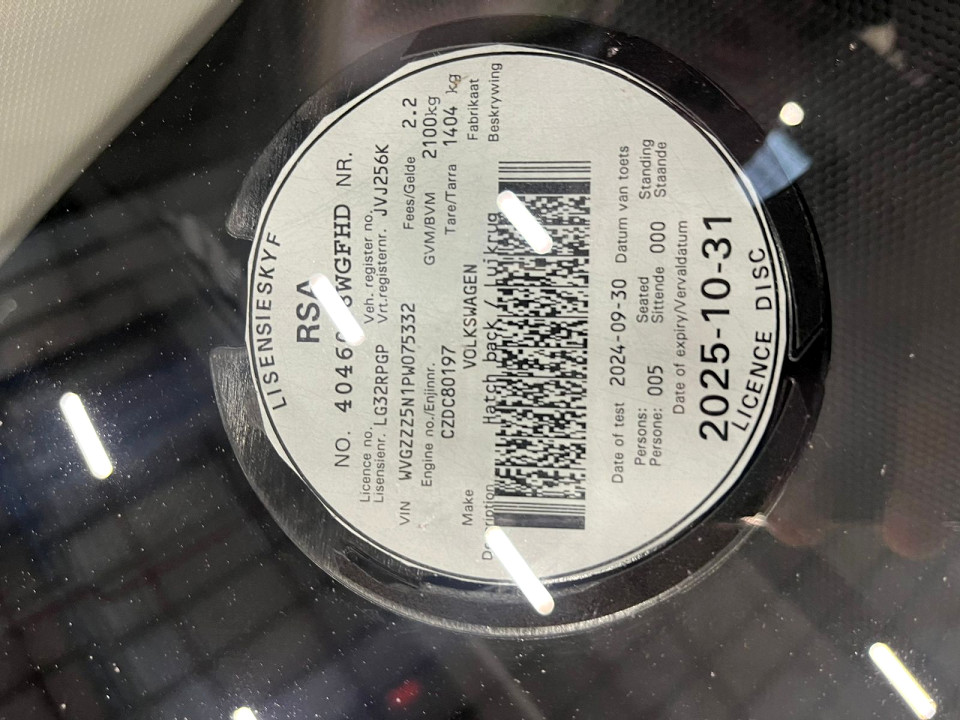 LISENSIESKYF
RSA
NO. WGFHD NR.
Licence no. Veh. register no.
Lisensienr. LG32RPGP Vrt.registernr. JVJ256K
VIN WVGZZZ5N1PW075332 Fees/Gelde 2.2
Engine no./Enjinnr. GVM/BVM 2100kg
CZDC80197 Tare/Tarra 1404 kg
Make VOLKSWAGEN Fabrikaat
Hatch back / Luikrug Beskrywing
Date of test 2024-09-30 Datum van toets
Persons: Seated Standing
Persone: 005 Sittende 000 Staande
Date of expiry/Vervaldatum
2025-10-31
LICENCE DISC